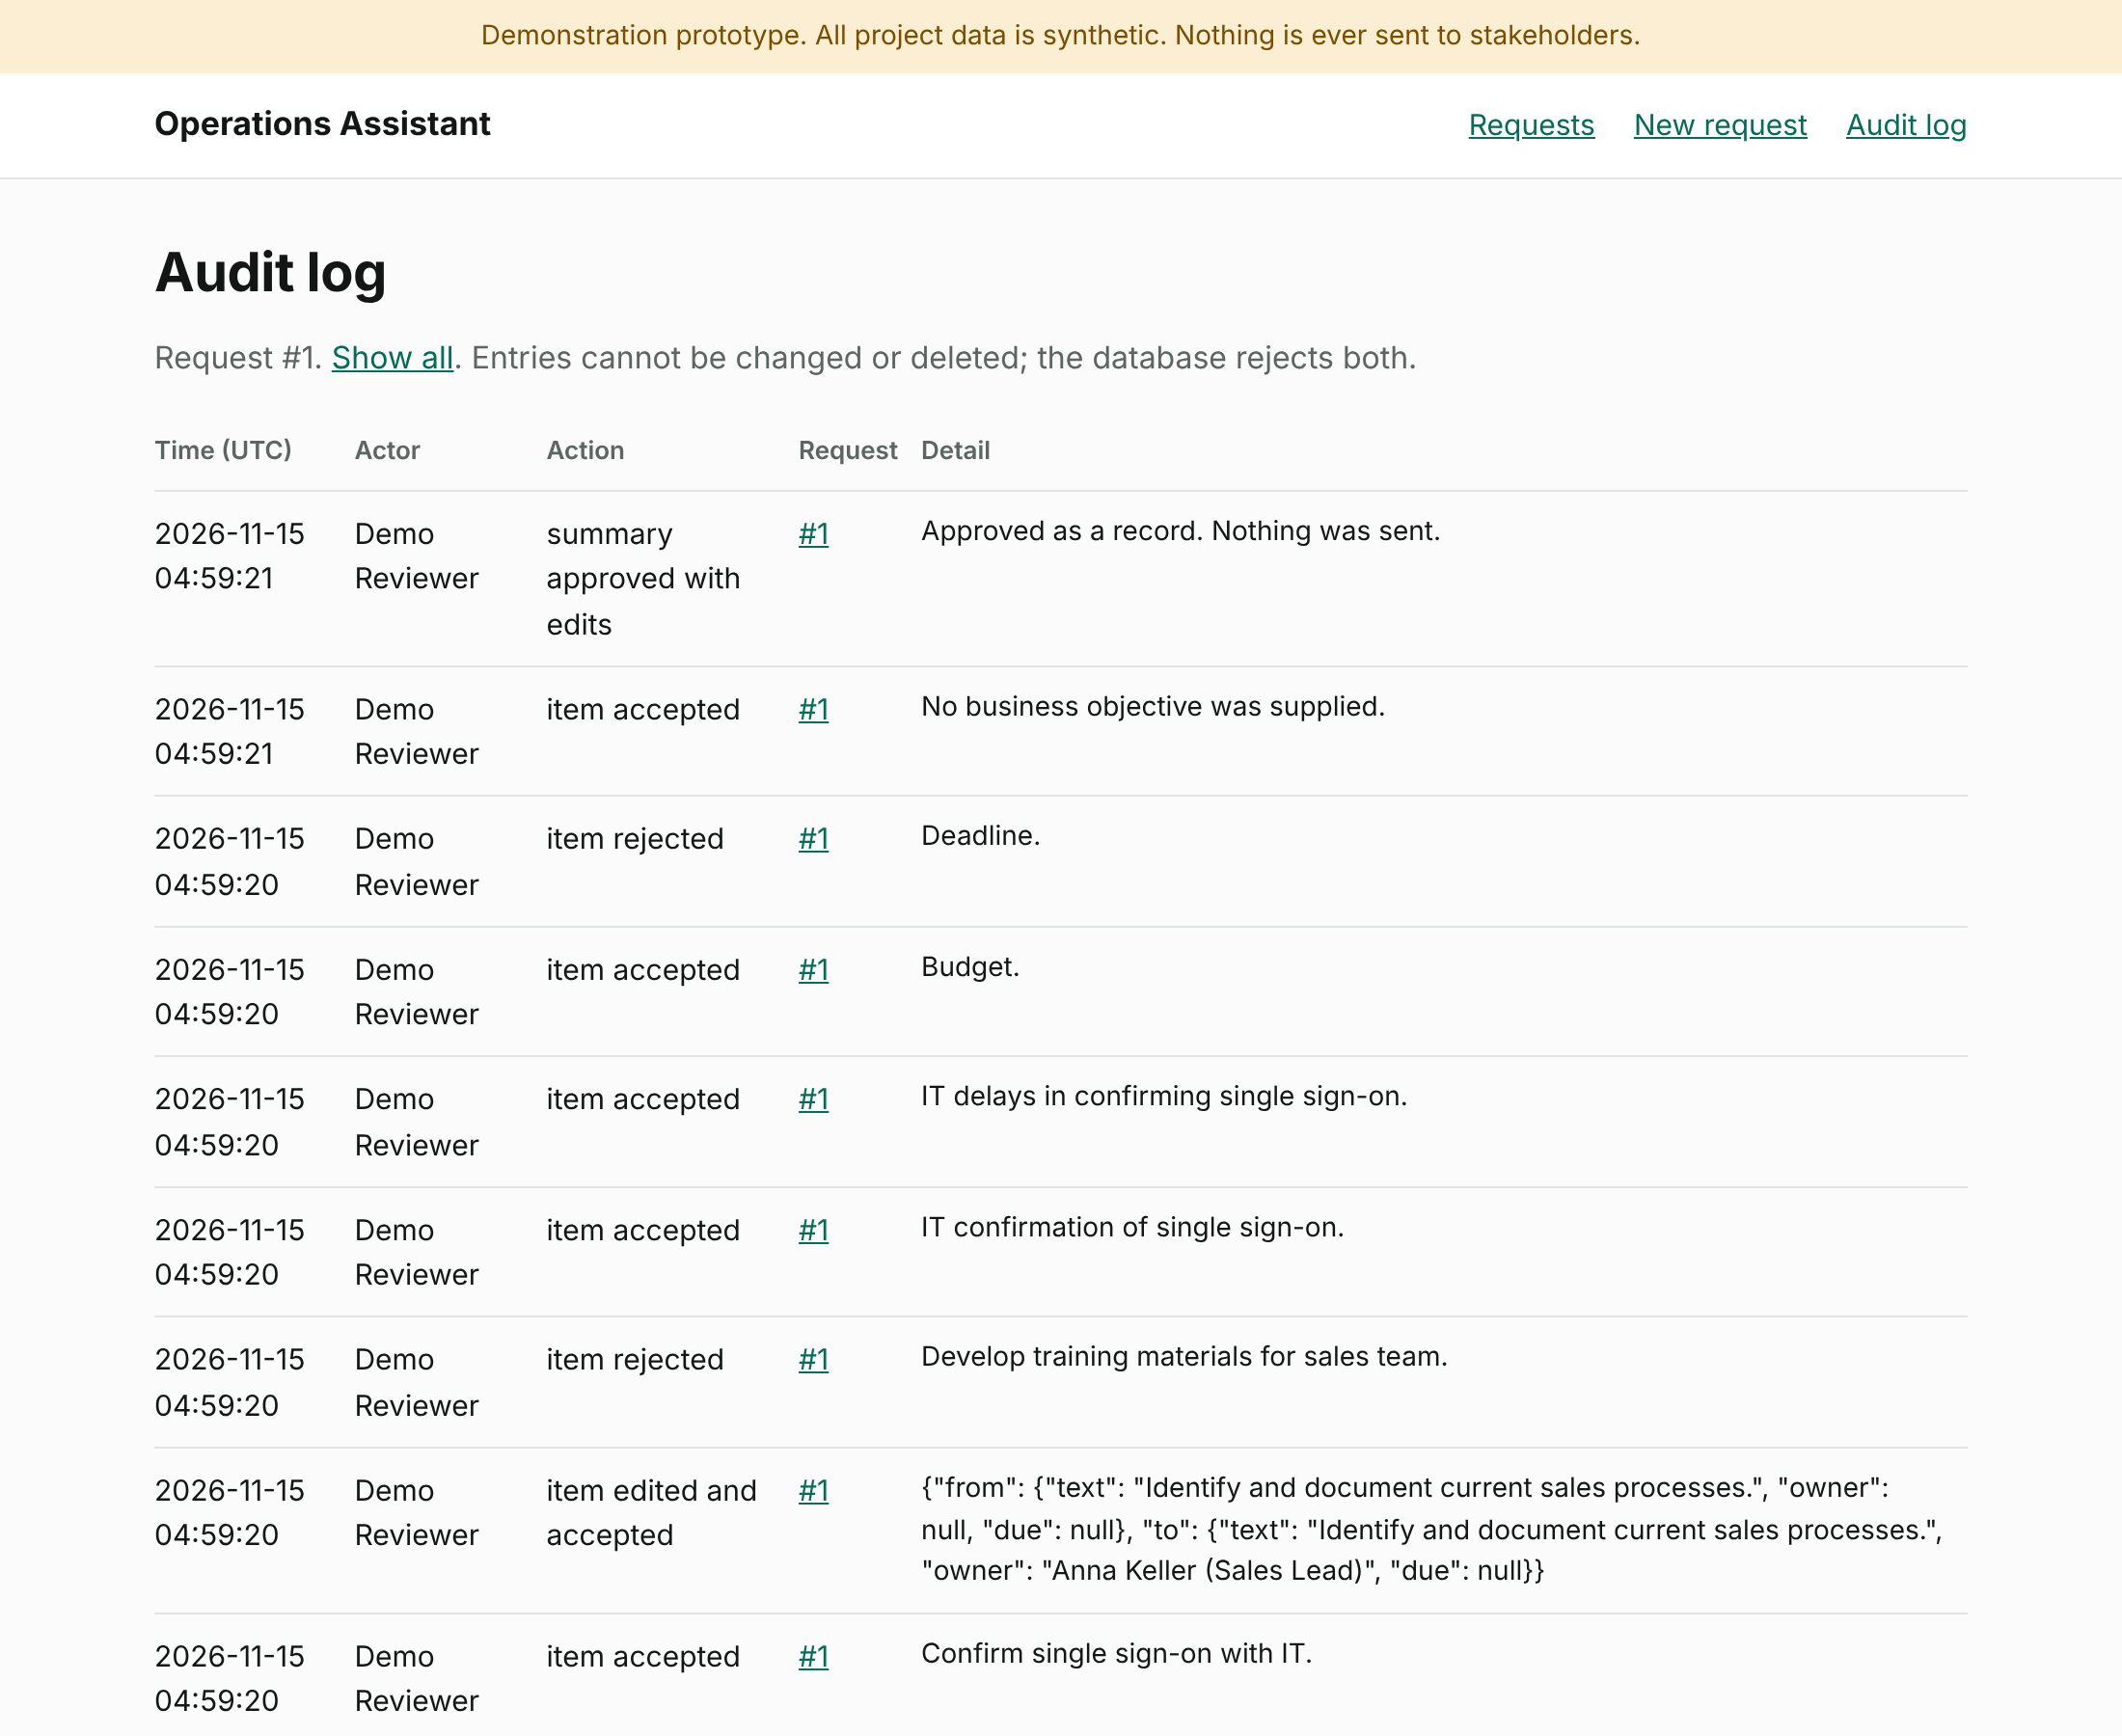 Demonstration prototype. All project data is synthetic. Nothing is ever sent to stakeholders.
Operations Assistant
Requests New request Audit log
Audit log
Request #1. Show all. Entries cannot be changed or deleted; the database rejects both.
Time (UTC) Actor Action Request Detail
2026-11-15 Demo summary #1 Approved as a record. Nothing was sent.
04:59:21 Reviewer approved with
edits
2026-11-15 Demo item accepted #1 No business objective was supplied.
04:59:21 Reviewer
2026-11-15 Demo item rejected #1 Deadline.
04:59:20 Reviewer
2026-11-15 Demo item accepted #1 Budget.
04:59:20 Reviewer
2026-11-15 Demo item accepted #1 IT delays in confirming single sign-on.
04:59:20 Reviewer
2026-11-15 Demo item accepted #1 IT confirmation of single sign-on.
04:59:20 Reviewer
2026-11-15 Demo item rejected #1 Develop training materials for sales team.
04:59:20 Reviewer
2026-11-15 Demo item edited and #1 {"from": {"text": "Identify and document current sales processes.", "owner":
04:59:20 Reviewer accepted null, "due": null}, "to": {"text": "Identify and document current sales processes.",
"owner": "Anna Keller (Sales Lead)", "due": null}}
2026-11-15 Demo item accepted #1 Confirm single sign-on with IT.
04:59:20 Reviewer